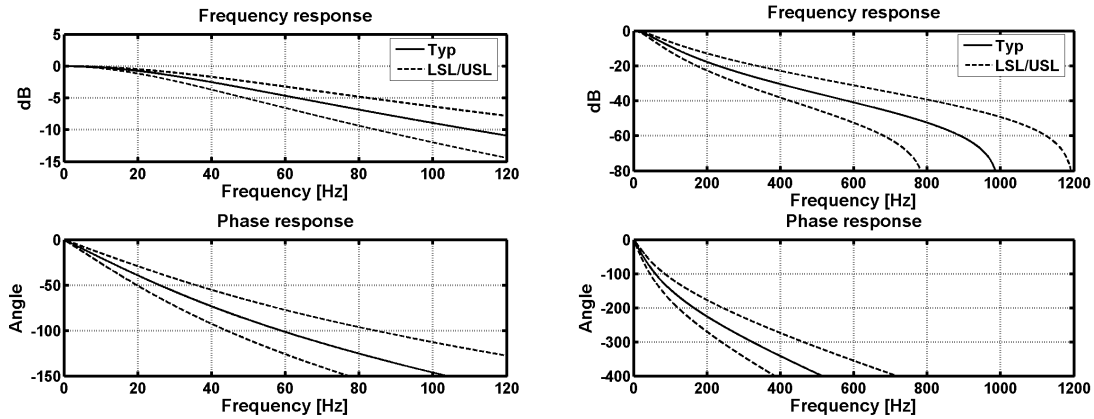 Frequency response
5
0
-5
-10
-15
dB
Typ
LSL/USL
0 20 40 60 80 100 120
Frequency [Hz]
Frequency response
0
-20
-40
-60
-80
dB
Typ
LSL/USL
0 200 400 600 800 1000 1200
Frequency [Hz]
Phase response
0
-50
-100
-150
Angle
0 20 40 60 80 100 120
Frequency [Hz]
Phase response
0
-100
-200
-300
-400
Angle
0 200 400 600 800 1000 1200
Frequency [Hz]